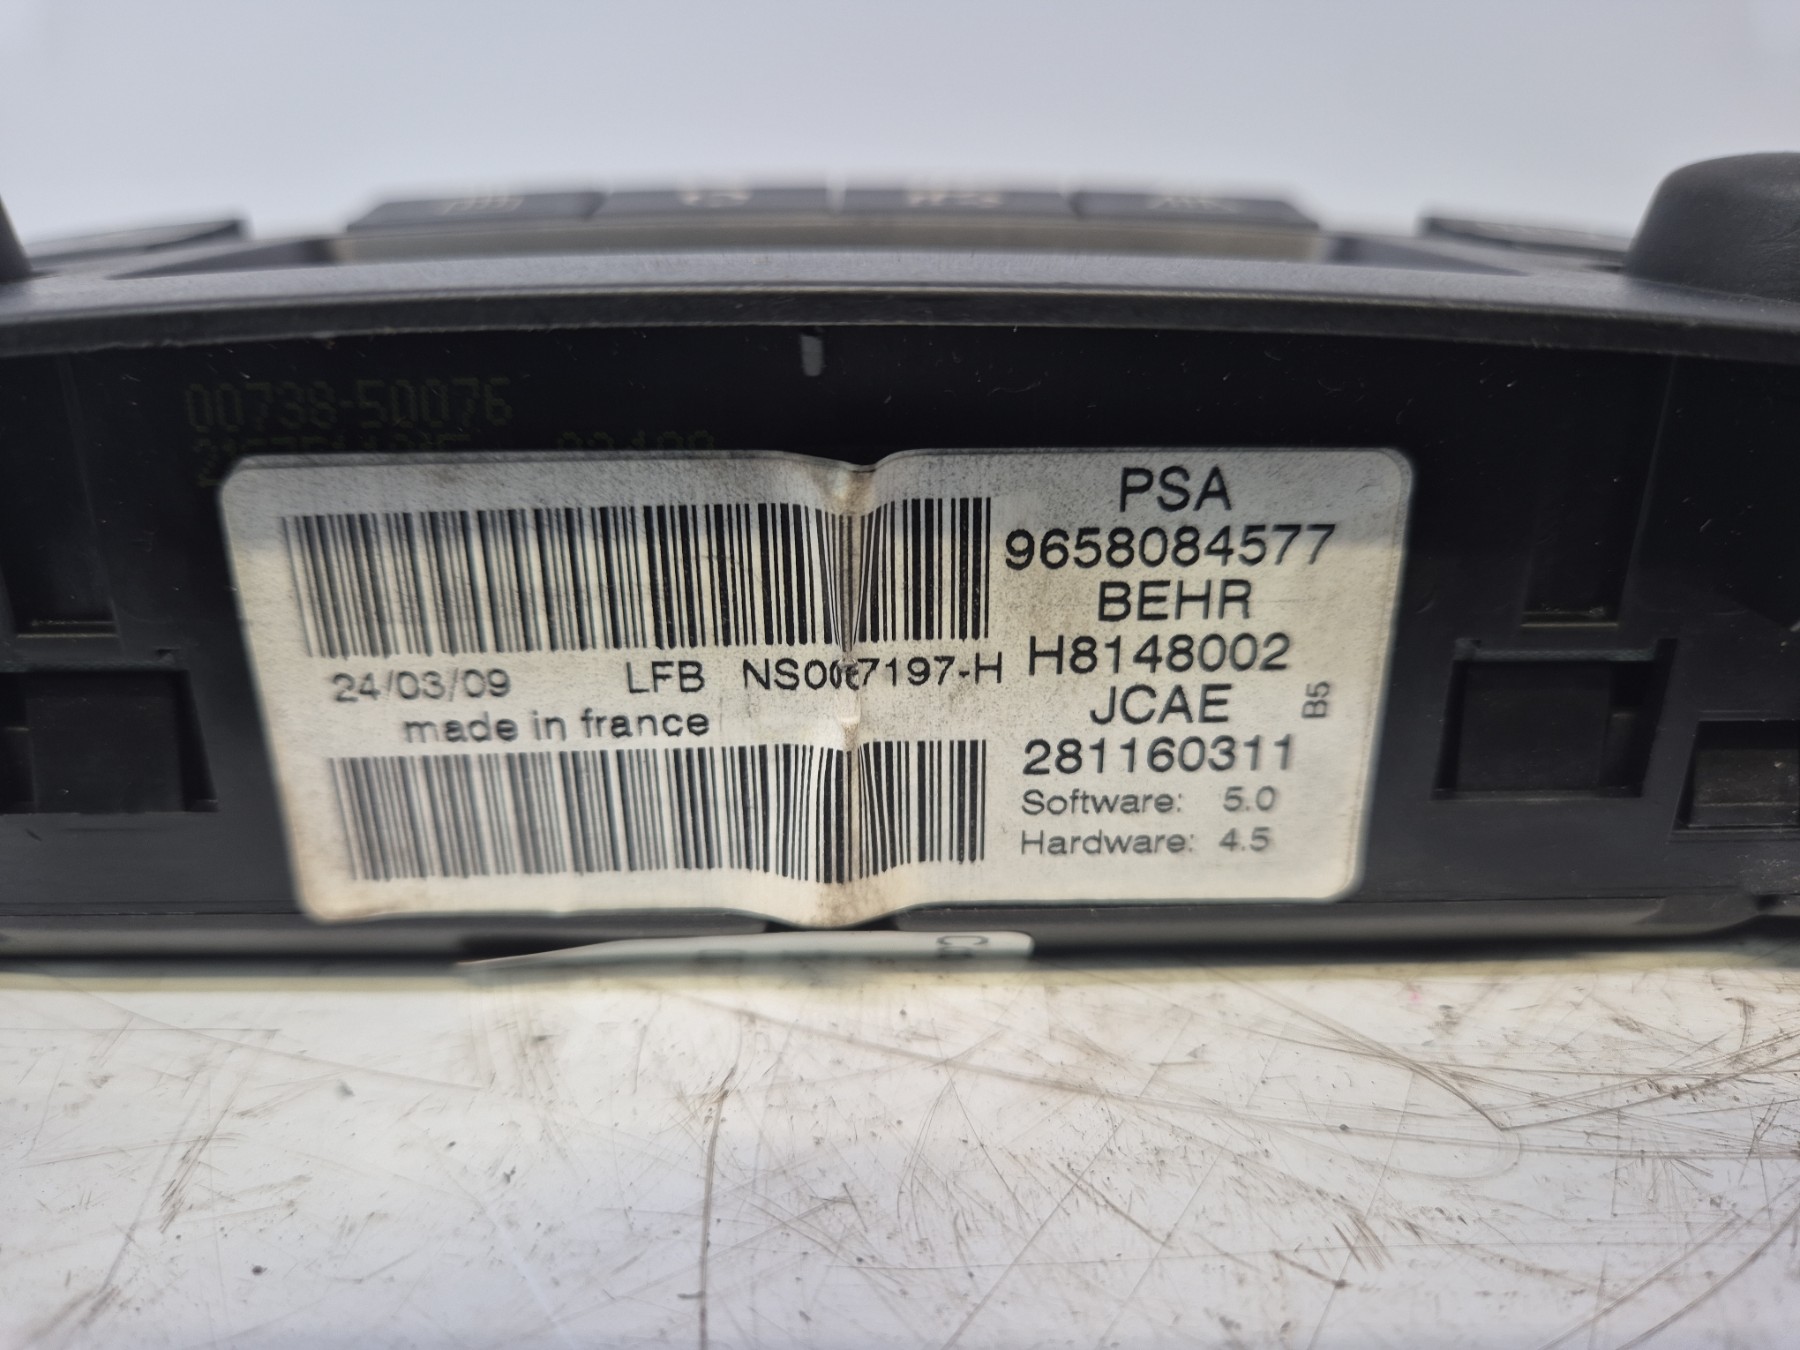 00738-50076
PSA
9658084577
BEHR
H8148002
JCAE
281160311
Software: 5.0
Hardware: 4.5
B5
24/03/09 LFB
made in france